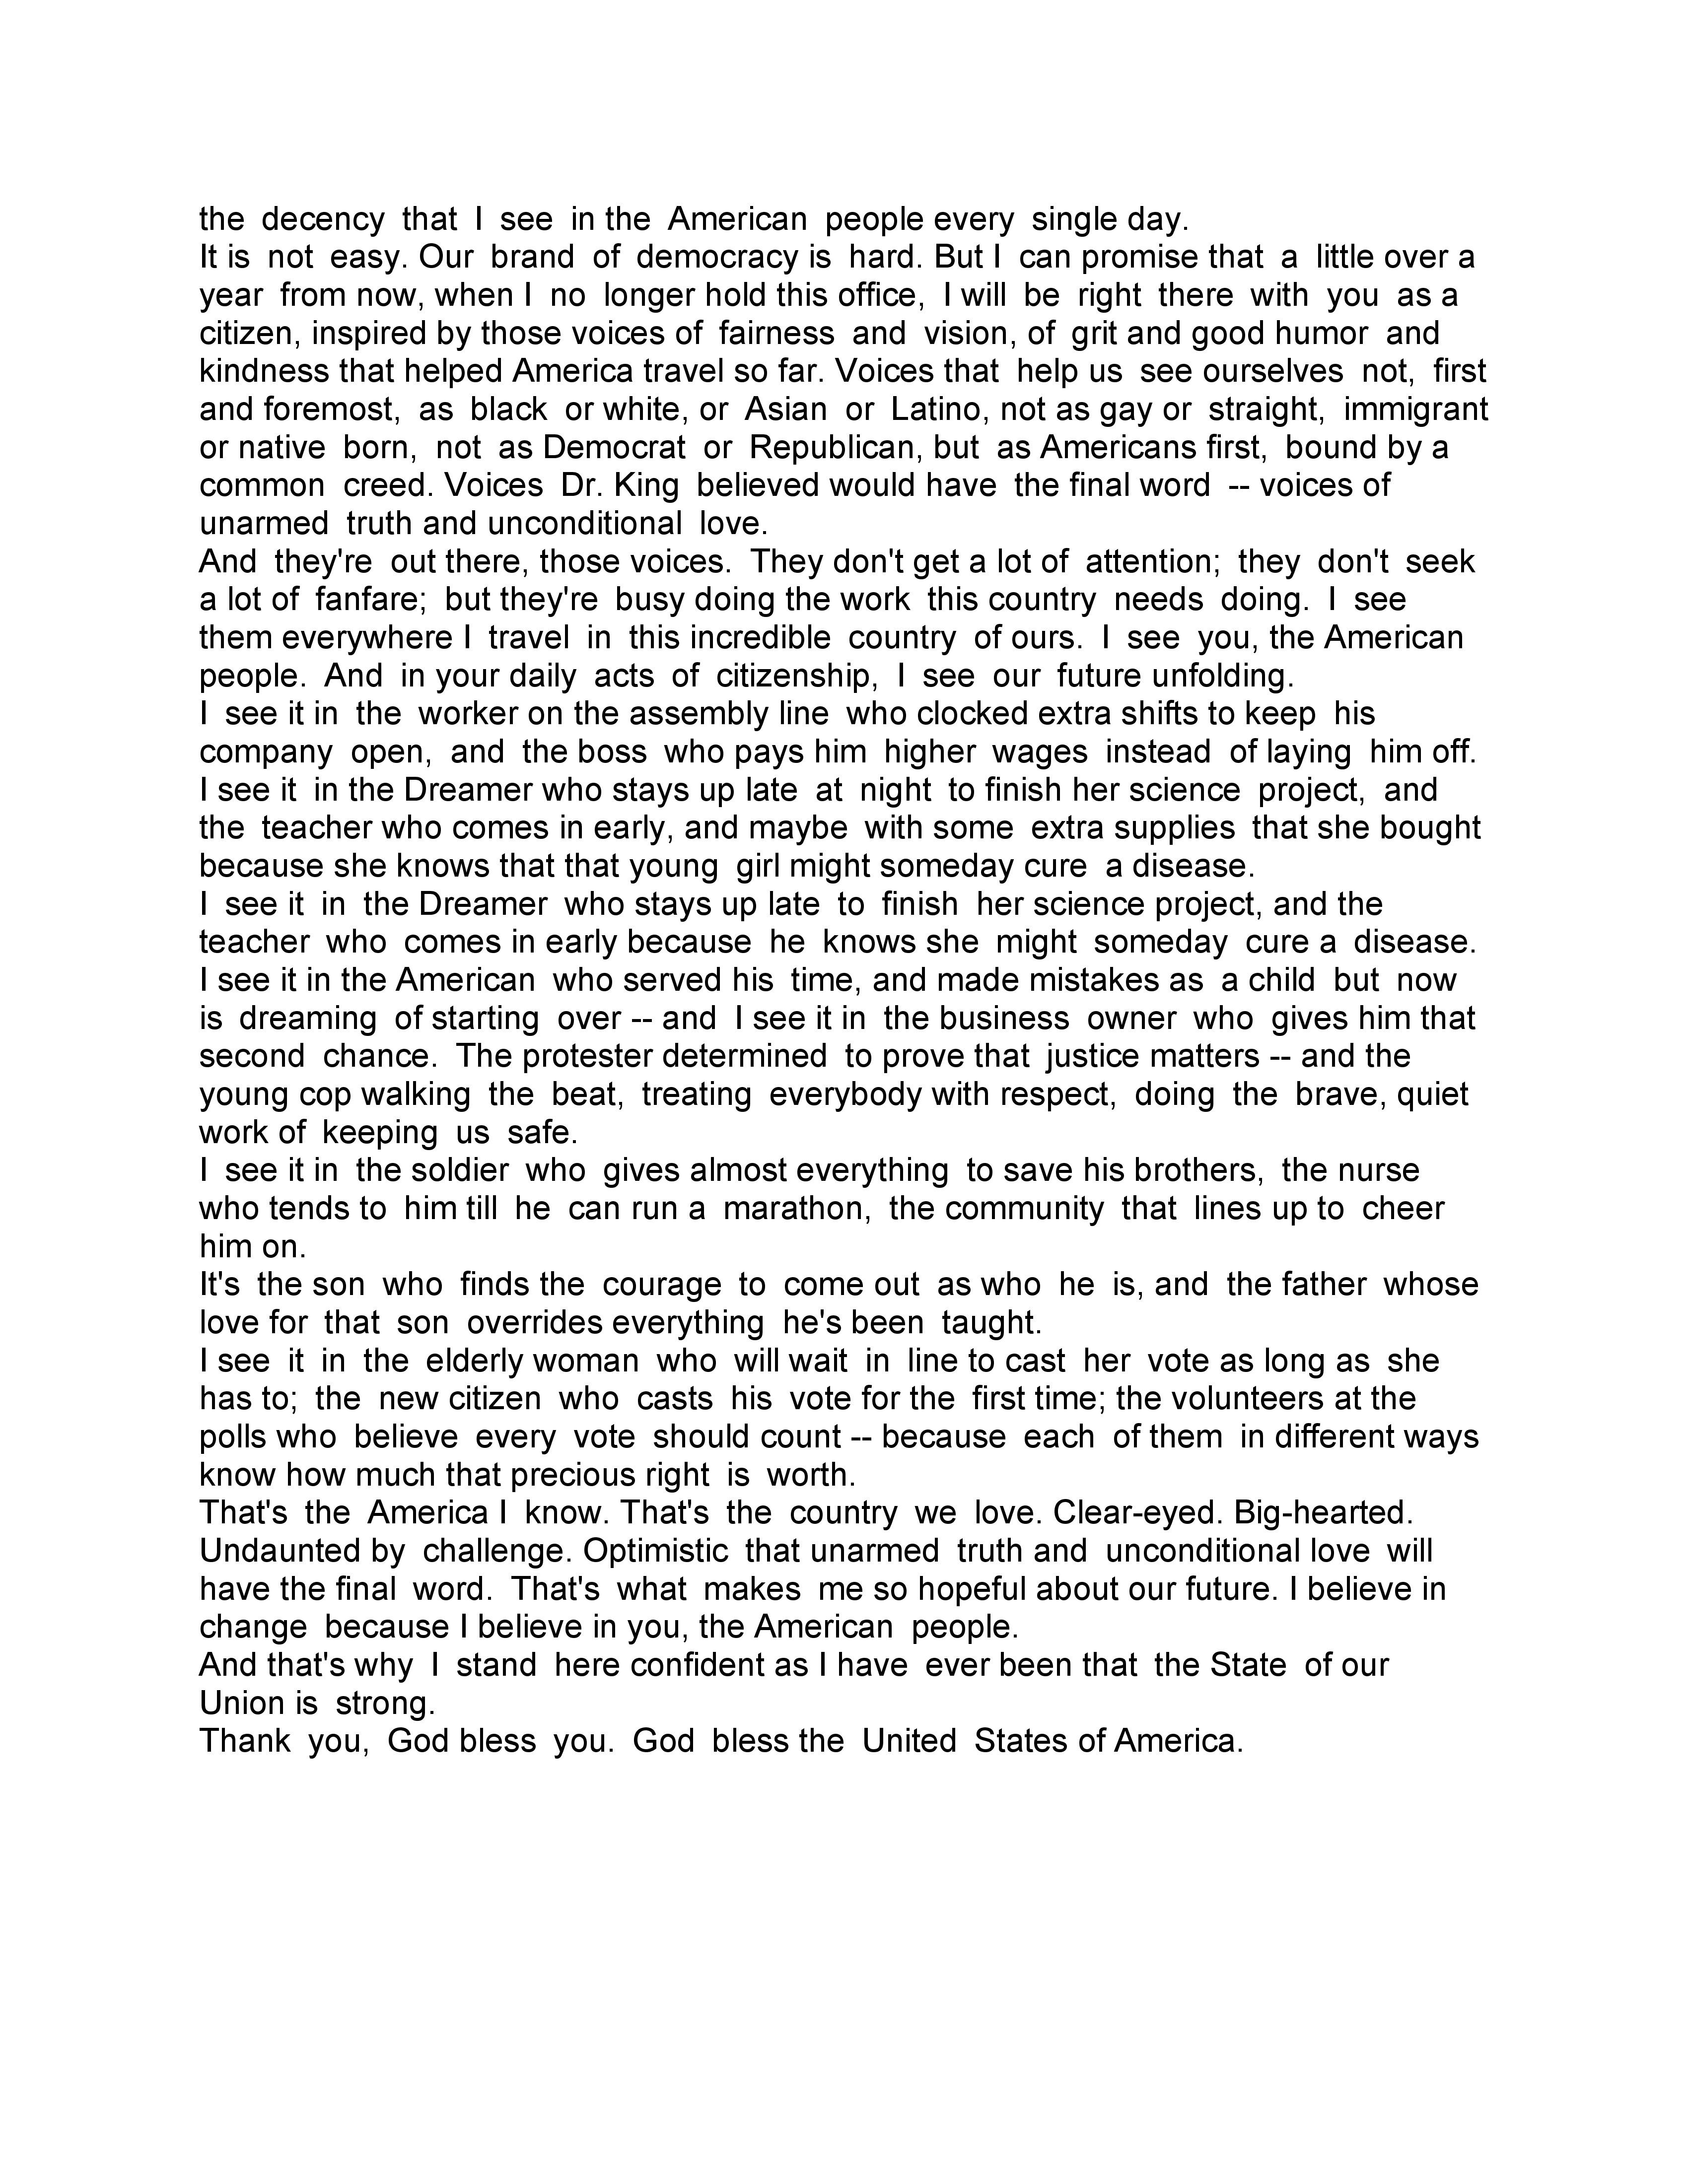 the decency that I see in the American people every single day.
It is not easy. Our brand of democracy is hard. But I can promise that a little over a
year from now, when I no longer hold this office, I will be right there with you as a
citizen, inspired by those voices of fairness and vision, of grit and good humor and
kindness that helped America travel so far. Voices that help us see ourselves not, first
and foremost, as black or white, or Asian or Latino, not as gay or straight, immigrant
or native born, not as Democrat or Republican, but as Americans first, bound by a
common creed. Voices Dr. King believed would have the final word -- voices of
unarmed truth and unconditional love.
And they're out there, those voices. They don't get a lot of attention; they don't seek
a lot of fanfare; but they're busy doing the work this country needs doing. I see
them everywhere I travel in this incredible country of ours. I see you, the American
people. And in your daily acts of citizenship, I see our future unfolding.
I see it in the worker on the assembly line who clocked extra shifts to keep his
company open, and the boss who pays him higher wages instead of laying him off.
I see it in the Dreamer who stays up late at night to finish her science project, and
the teacher who comes in early, and maybe with some extra supplies that she bought
because she knows that that young girl might someday cure a disease.
I see it in the Dreamer who stays up late to finish her science project, and the
teacher who comes in early because he knows she might someday cure a disease.
I see it in the American who served his time, and made mistakes as a child but now
is dreaming of starting over -- and I see it in the business owner who gives him that
second chance. The protester determined to prove that justice matters -- and the
young cop walking the beat, treating everybody with respect, doing the brave, quiet
work of keeping us safe.
I see it in the soldier who gives almost everything to save his brothers, the nurse
who tends to him till he can run a marathon, the community that lines up to cheer
him on.
It's the son who finds the courage to come out as who he is, and the father whose
love for that son overrides everything he's been taught.
I see it in the elderly woman who will wait in line to cast her vote as long as she
has to; the new citizen who casts his vote for the first time; the volunteers at the
polls who believe every vote should count -- because each of them in different ways
know how much that precious right is worth.
That's the America I know. That's the country we love. Clear-eyed. Big-hearted.
Undaunted by challenge. Optimistic that unarmed truth and unconditional love will
have the final word. That's what makes me so hopeful about our future. I believe in
change because I believe in you, the American people.
And that's why I stand here confident as I have ever been that the State of our
Union is strong.
Thank you, God bless you. God bless the United States of America.